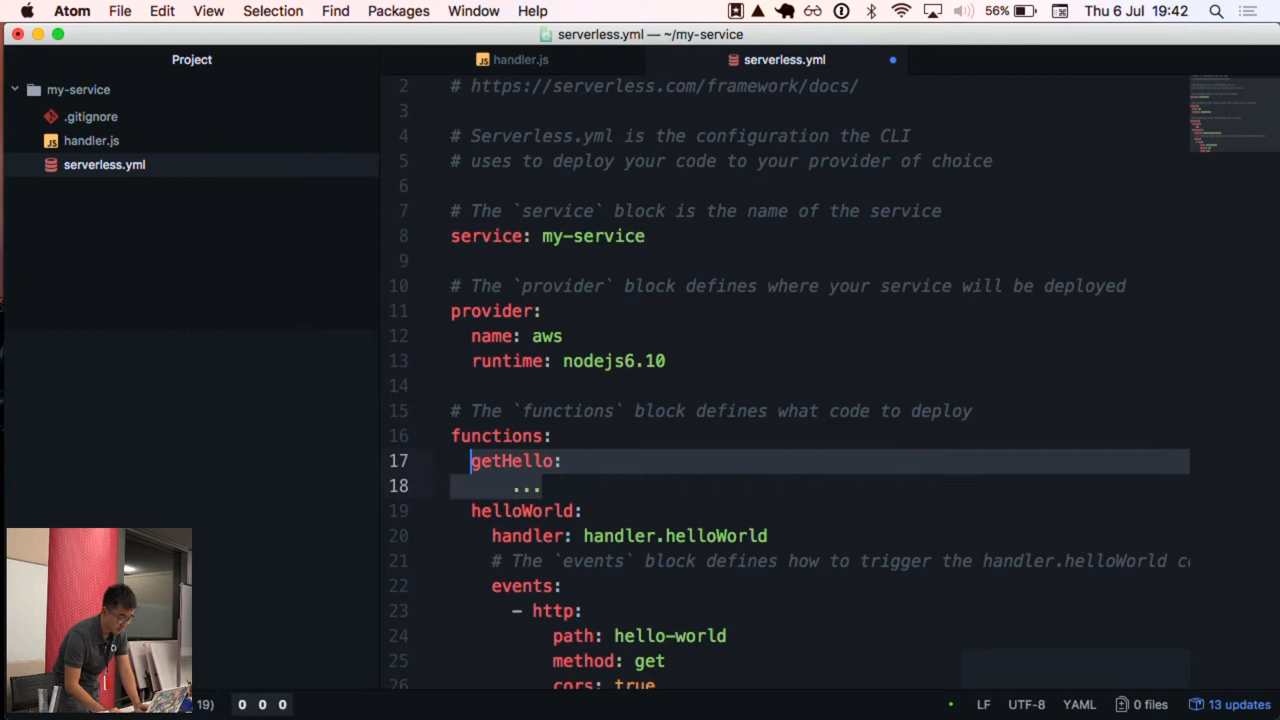 Atom File Edit View Selection Find Packages Window Help 56% Thu 6 Jul 19:42
serverless.yml — ~/my-service
Project
handler.js
serverless.yml
my-service
.gitignore
handler.js
serverless.yml
2 # https://serverless.com/framework/docs/
3
4 # Serverless.yml is the configuration the CLI
5 # uses to deploy your code to your provider of choice
6
7 # The `service` block is the name of the service
8 service: my-service
9
10 # The `provider` block defines where your service will be deployed
11 provider:
12 name: aws
13 runtime: nodejs6.10
14
15 # The `functions` block defines what code to deploy
16 functions:
17 getHello:
18 ...
19 helloWorld:
20 handler: handler.helloWorld
21 # The `events` block defines how to trigger the handler.helloWorld c
22 events:
23 - http:
24 path: hello-world
25 method: get
26 cors: true
19) 0 0 0 LF UTF-8 YAML 0 files 13 updates